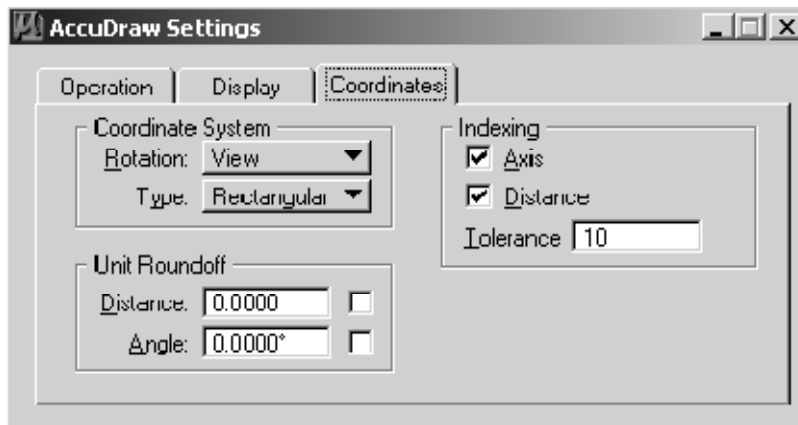 AccuDraw Settings
Operation Display Coordinates
Coordinate System
Rotation: View
Type: Rectangular
Unit Roundoff
Distance: 0.0000
Angle: 0.0000°
Indexing
Axis
Distance
Tolerance 10